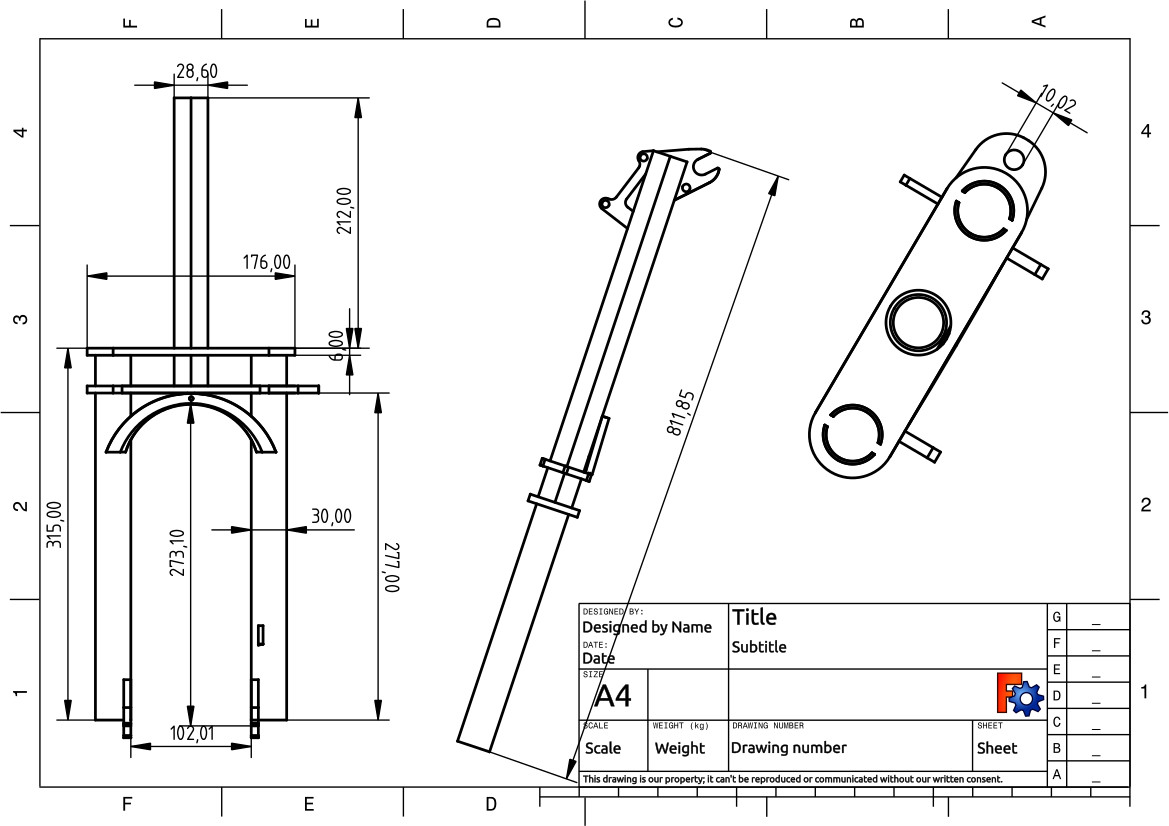 F E D C B A
28,60
10,02
4 4
212,00
176,00
6,00
3 3
811,85
315,00
30,00
2 2
273,10
277,00
DESIGNED BY:
Designed by Name
DATE:
Date
Title
Subtitle
G _
F _
E _
D _
C _
B _
A _
SIZE
A4
1 1
102,01
SCALE
Scale
WEIGHT (kg)
Weight
DRAWING NUMBER
Drawing number
SHEET
Sheet
This drawing is our property; it can't be reproduced or communicated without our written consent.
F E D